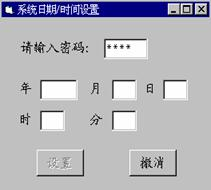 系统日期/时间设置
请输入密码: ****
年 月 日
时 分
设置 撤消